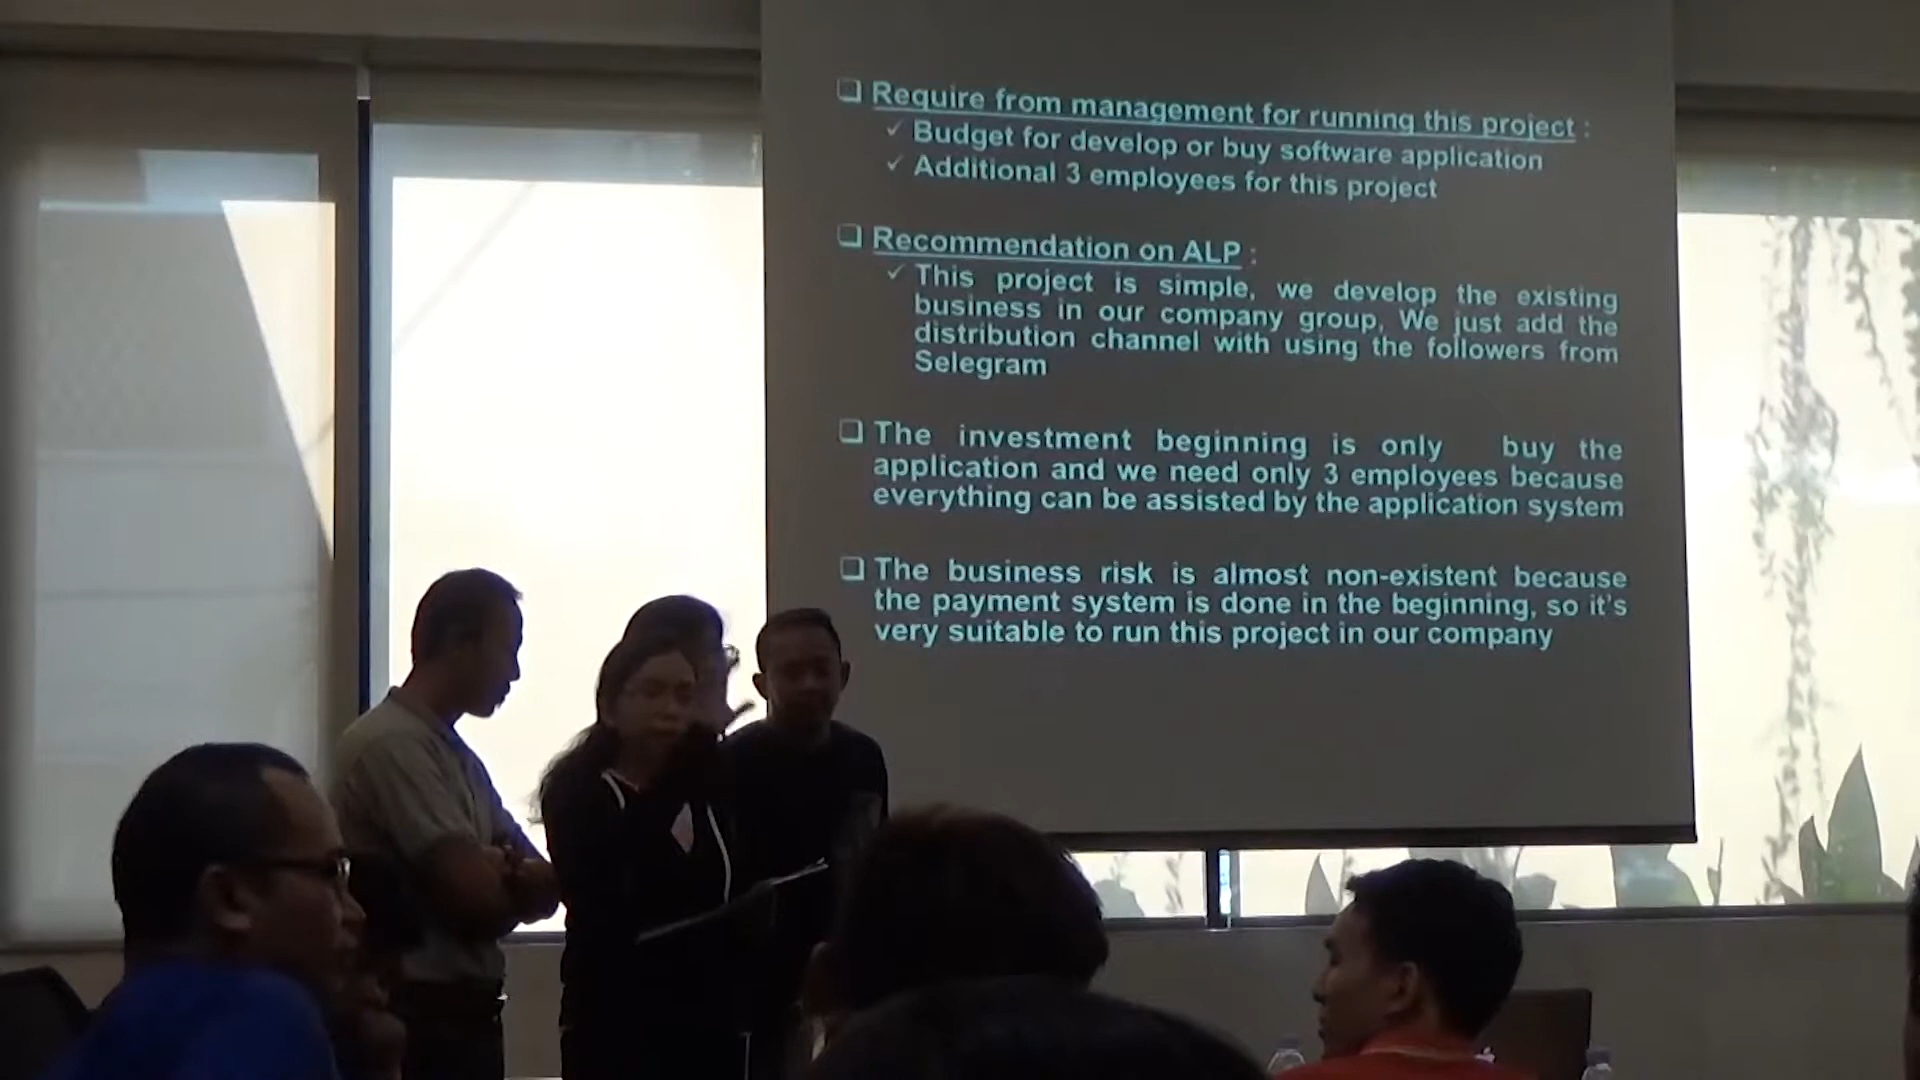 ❑ Require from management for running this project :
✓ Budget for develop or buy software application
✓ Additional 3 employees for this project
❑ Recommendation on ALP :
✓ This project is simple, we develop the existing
business in our company group, We just add the
distribution channel with using the followers from
Selegram
❑ The investment beginning is only buy the
application and we need only 3 employees because
everything can be assisted by the application system
❑ The business risk is almost non-existent because
the payment system is done in the beginning, so it's
very suitable to run this project in our company